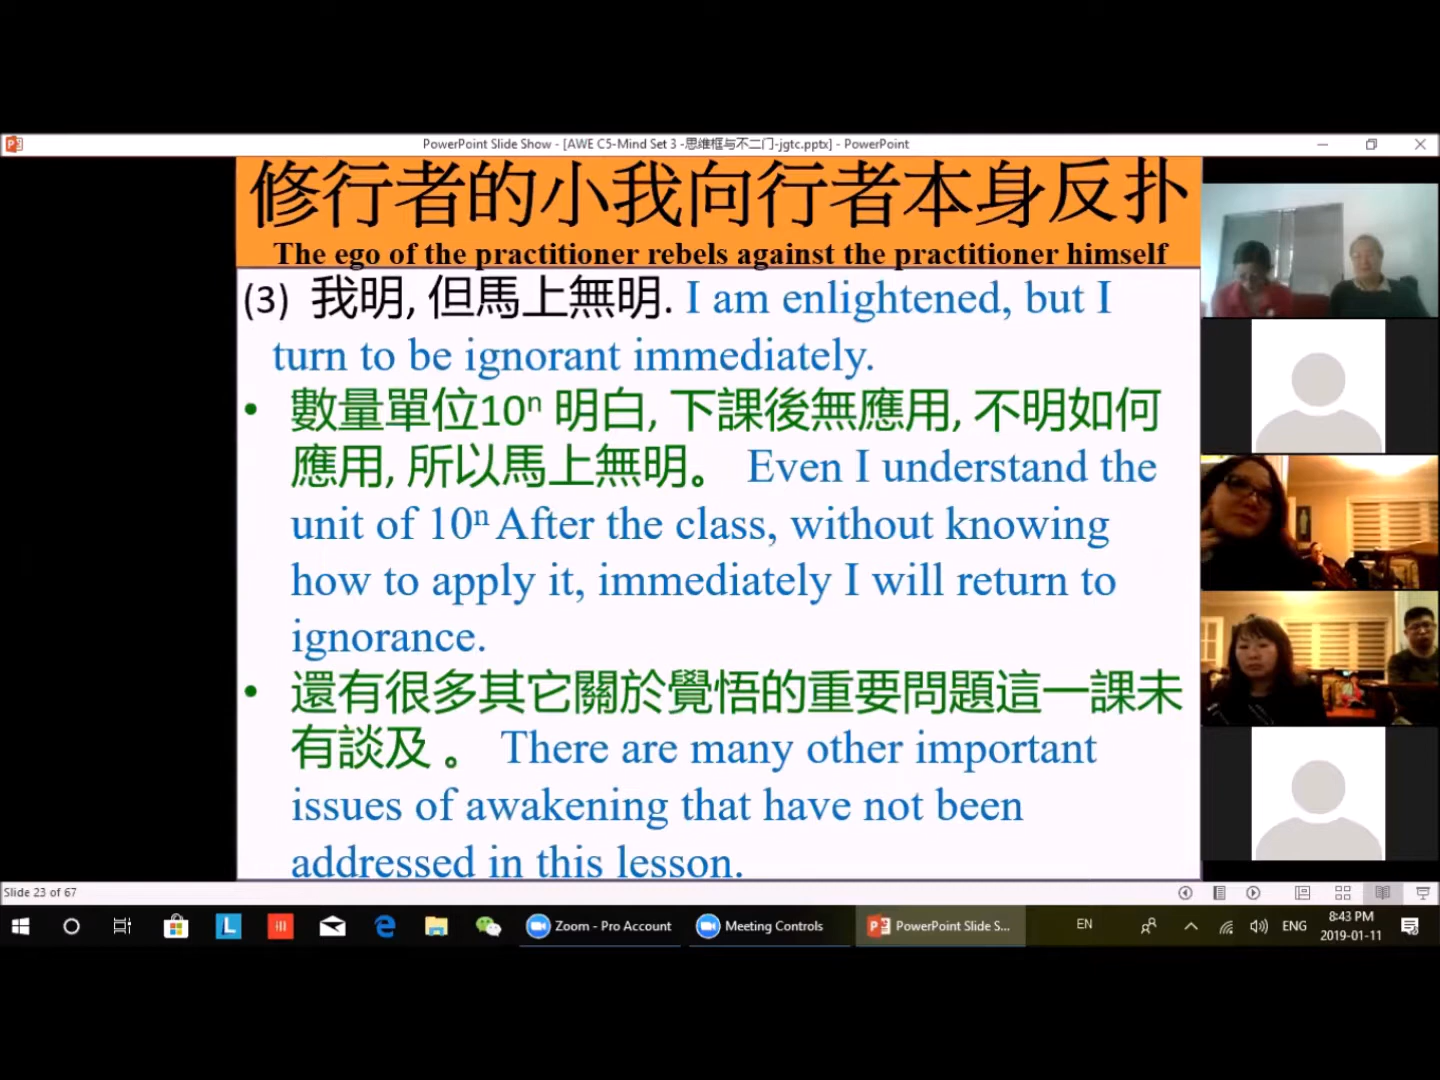 PowerPoint Slide Show - [AWE C5-Mind Set 3 -思維框与不二门-jgtc.pptx] - PowerPoint
修行者的小我向行者本身反扑
The ego of the practitioner rebels against the practitioner himself
(3) 我明, 但馬上無明. I am enlightened, but I
turn to be ignorant immediately.
• 數量單位10ⁿ 明白, 下課後無應用, 不明如何
應用, 所以馬上無明。 Even I understand the
unit of 10ⁿ After the class, without knowing
how to apply it, immediately I will return to
ignorance.
• 還有很多其它關於覺悟的重要問題這一課未
有談及 。 There are many other important
issues of awakening that have not been
addressed in this lesson.
Slide 23 of 67
L Zoom - Pro Account Meeting Controls PowerPoint Slide S... EN ENG 8:43 PM
2019-01-11